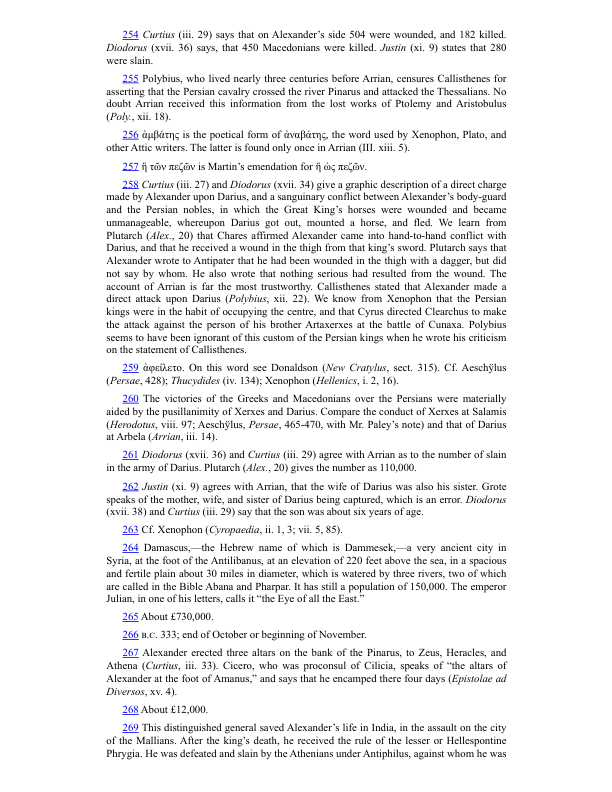 254 Curtius (iii. 29) says that on Alexander’s side 504 were wounded, and 182 killed.
Diodorus (xvii. 36) says, that 450 Macedonians were killed. Justin (xi. 9) states that 280
were slain.
255 Polybius, who lived nearly three centuries before Arrian, censures Callisthenes for
asserting that the Persian cavalry crossed the river Pinarus and attacked the Thessalians. No
doubt Arrian received this information from the lost works of Ptolemy and Aristobulus
(Poly., xii. 18).
256 ἀμβάτης is the poetical form of ἀναβάτης, the word used by Xenophon, Plato, and
other Attic writers. The latter is found only once in Arrian (III. xiii. 5).
257 ἢ τῶν πεζῶν is Martin’s emendation for ἢ ὡς πεζῶν.
258 Curtius (iii. 27) and Diodorus (xvii. 34) give a graphic description of a direct charge
made by Alexander upon Darius, and a sanguinary conflict between Alexander’s body-guard
and the Persian nobles, in which the Great King’s horses were wounded and became
unmanageable, whereupon Darius got out, mounted a horse, and fled. We learn from
Plutarch (Alex., 20) that Chares affirmed Alexander came into hand-to-hand conflict with
Darius, and that he received a wound in the thigh from that king’s sword. Plutarch says that
Alexander wrote to Antipater that he had been wounded in the thigh with a dagger, but did
not say by whom. He also wrote that nothing serious had resulted from the wound. The
account of Arrian is far the most trustworthy. Callisthenes stated that Alexander made a
direct attack upon Darius (Polybius, xii. 22). We know from Xenophon that the Persian
kings were in the habit of occupying the centre, and that Cyrus directed Clearchus to make
the attack against the person of his brother Artaxerxes at the battle of Cunaxa. Polybius
seems to have been ignorant of this custom of the Persian kings when he wrote his criticism
on the statement of Callisthenes.
259 ἀφείλετο. On this word see Donaldson (New Cratylus, sect. 315). Cf. Aeschўlus
(Persae, 428); Thucydides (iv. 134); Xenophon (Hellenics, i. 2, 16).
260 The victories of the Greeks and Macedonians over the Persians were materially
aided by the pusillanimity of Xerxes and Darius. Compare the conduct of Xerxes at Salamis
(Herodotus, viii. 97; Aeschўlus, Persae, 465-470, with Mr. Paley’s note) and that of Darius
at Arbela (Arrian, iii. 14).
261 Diodorus (xvii. 36) and Curtius (iii. 29) agree with Arrian as to the number of slain
in the army of Darius. Plutarch (Alex., 20) gives the number as 110,000.
262 Justin (xi. 9) agrees with Arrian, that the wife of Darius was also his sister. Grote
speaks of the mother, wife, and sister of Darius being captured, which is an error. Diodorus
(xvii. 38) and Curtius (iii. 29) say that the son was about six years of age.
263 Cf. Xenophon (Cyropaedia, ii. 1, 3; vii. 5, 85).
264 Damascus,—the Hebrew name of which is Dammesek,—a very ancient city in
Syria, at the foot of the Antilibanus, at an elevation of 220 feet above the sea, in a spacious
and fertile plain about 30 miles in diameter, which is watered by three rivers, two of which
are called in the Bible Abana and Pharpar. It has still a population of 150,000. The emperor
Julian, in one of his letters, calls it “the Eye of all the East.”
265 About £730,000.
266 B.C. 333; end of October or beginning of November.
267 Alexander erected three altars on the bank of the Pinarus, to Zeus, Heracles, and
Athena (Curtius, iii. 33). Cicero, who was proconsul of Cilicia, speaks of “the altars of
Alexander at the foot of Amanus,” and says that he encamped there four days (Epistolae ad
Diversos, xv. 4).
268 About £12,000.
269 This distinguished general saved Alexander’s life in India, in the assault on the city
of the Mallians. After the king’s death, he received the rule of the lesser or Hellespontine
Phrygia. He was defeated and slain by the Athenians under Antiphilus, against whom he was